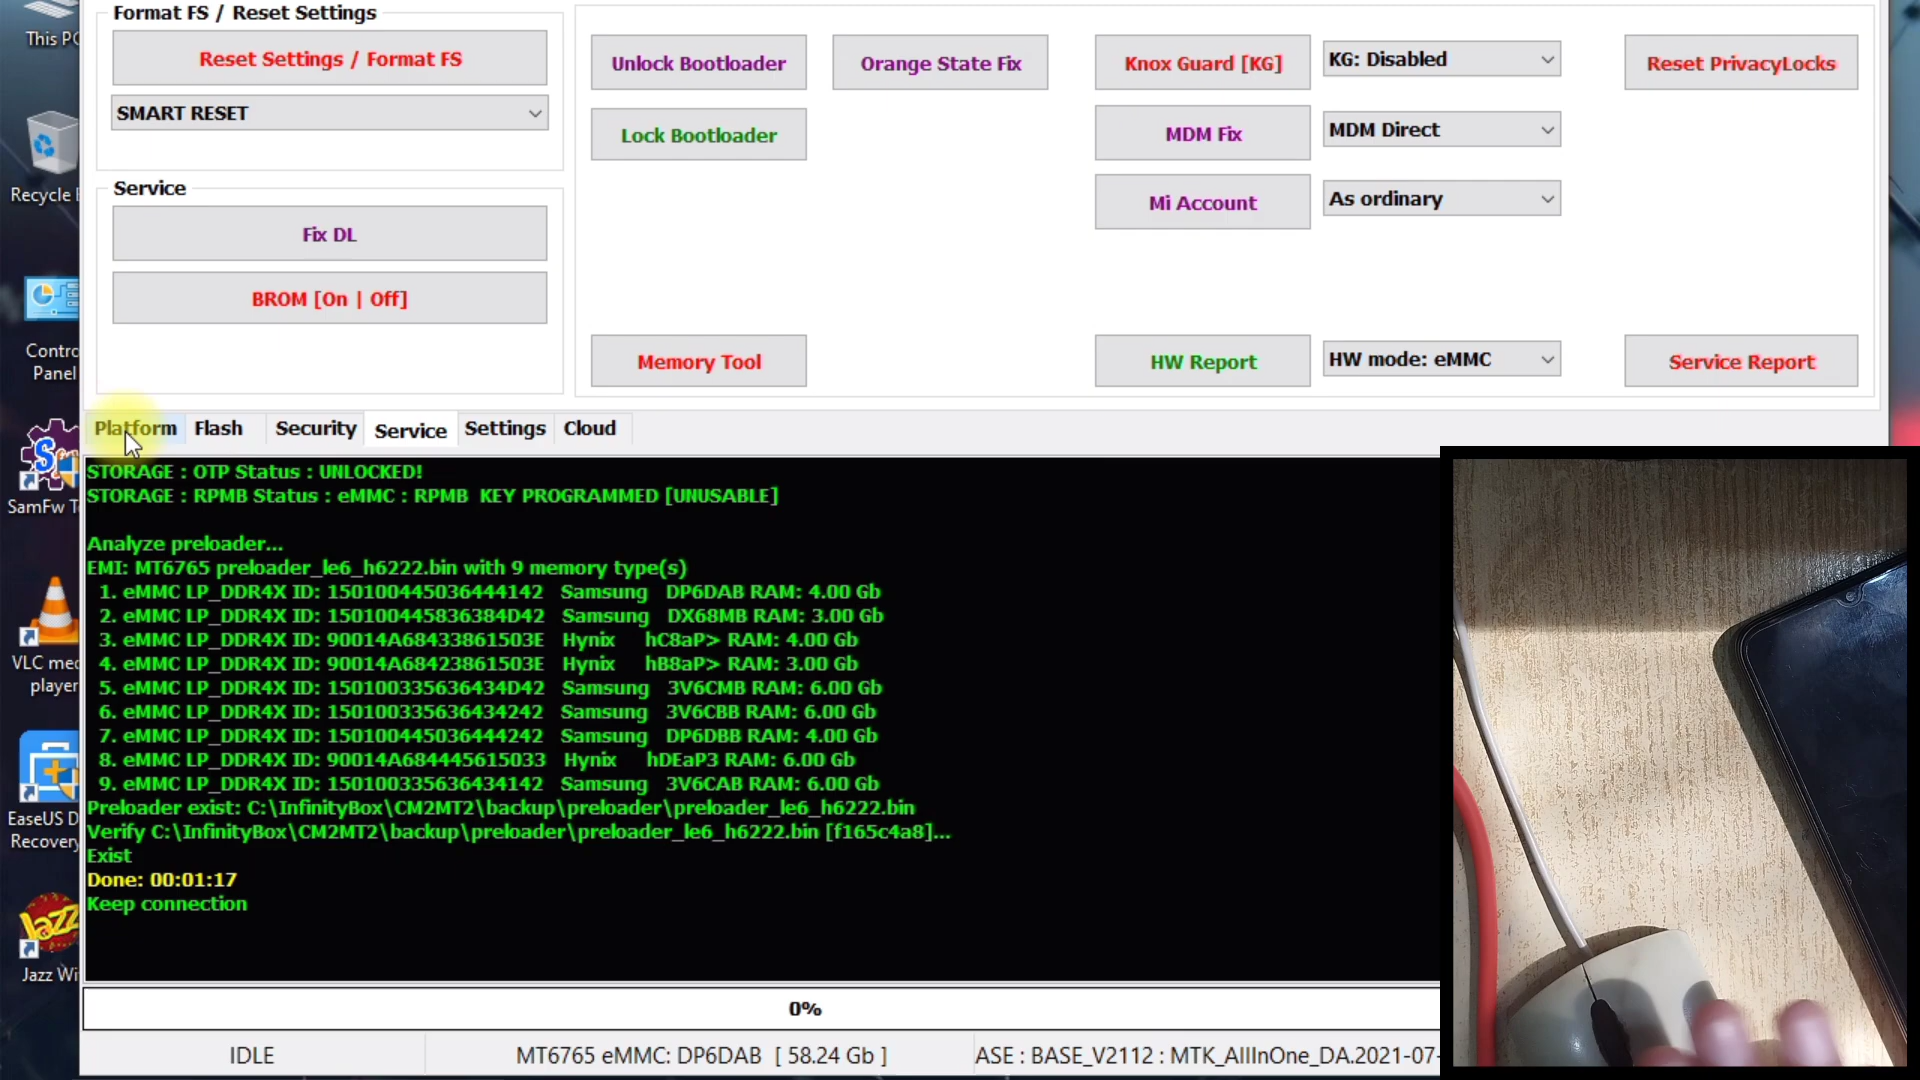 This PC
Recycle
Contro
Panel
SamFw T
VLC mec
player
EaseUS D
Recovery
Jazz Wi
Format FS / Reset Settings
Reset Settings / Format FS
SMART RESET
Service
Fix DL
BROM [On | Off]
Unlock Bootloader
Orange State Fix
Knox Guard [KG]
KG: Disabled
Reset PrivacyLocks
Lock Bootloader
MDM Fix
MDM Direct
Mi Account
As ordinary
Memory Tool
HW Report
HW mode: eMMC
Service Report
Platform
Flash
Security
Service
Settings
Cloud
STORAGE : OTP Status : UNLOCKED!
STORAGE : RPMB Status : eMMC : RPMB KEY PROGRAMMED [UNUSABLE]
Analyze preloader...
EMI: MT6765 preloader_le6_h6222.bin with 9 memory type(s)
1. eMMC LP_DDR4X ID: 150100445036444142 Samsung DP6DAB RAM: 4.00 Gb
2. eMMC LP_DDR4X ID: 150100445836384D42 Samsung DX68MB RAM: 3.00 Gb
3. eMMC LP_DDR4X ID: 90014A68433861503E Hynix hC8aP> RAM: 4.00 Gb
4. eMMC LP_DDR4X ID: 90014A68423861503E Hynix hB8aP> RAM: 3.00 Gb
5. eMMC LP_DDR4X ID: 150100335636434D42 Samsung 3V6CMB RAM: 6.00 Gb
6. eMMC LP_DDR4X ID: 150100335636434242 Samsung 3V6CBB RAM: 6.00 Gb
7. eMMC LP_DDR4X ID: 150100445036444242 Samsung DP6DBB RAM: 4.00 Gb
8. eMMC LP_DDR4X ID: 90014A684445615033 Hynix hDEaP3 RAM: 6.00 Gb
9. eMMC LP_DDR4X ID: 150100335636434142 Samsung 3V6CAB RAM: 6.00 Gb
Preloader exist: C:\InfinityBox\CM2MT2\backup\preloader\preloader_le6_h6222.bin
Verify C:\InfinityBox\CM2MT2\backup\preloader\preloader_le6_h6222.bin [f165c4a8]...
Exist
Done: 00:01:17
Keep connection
0%
IDLE
MT6765 eMMC: DP6DAB [ 58.24 Gb ]
ASE : BASE_V2112 : MTK_AllInOne_DA.2021-07-